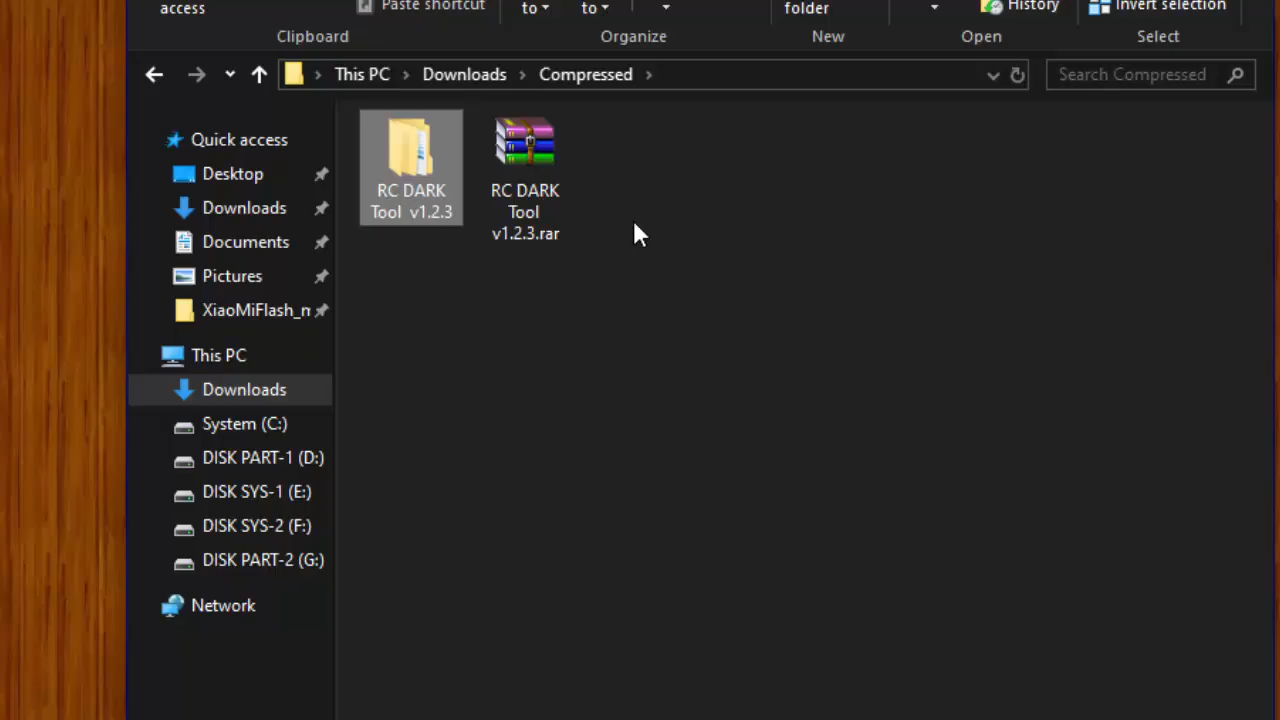 access
Paste shortcut
to
to
folder
History
Invert selection
Clipboard
Organize
New
Open
Select
This PC
Downloads
Compressed
Search Compressed
Quick access
Desktop
Downloads
Documents
Pictures
XiaoMiFlash_n
This PC
Downloads
System (C:)
DISK PART-1 (D:)
DISK SYS-1 (E:)
DISK SYS-2 (F:)
DISK PART-2 (G:)
Network
RC DARK
Tool v1.2.3
RC DARK
Tool
v1.2.3.rar